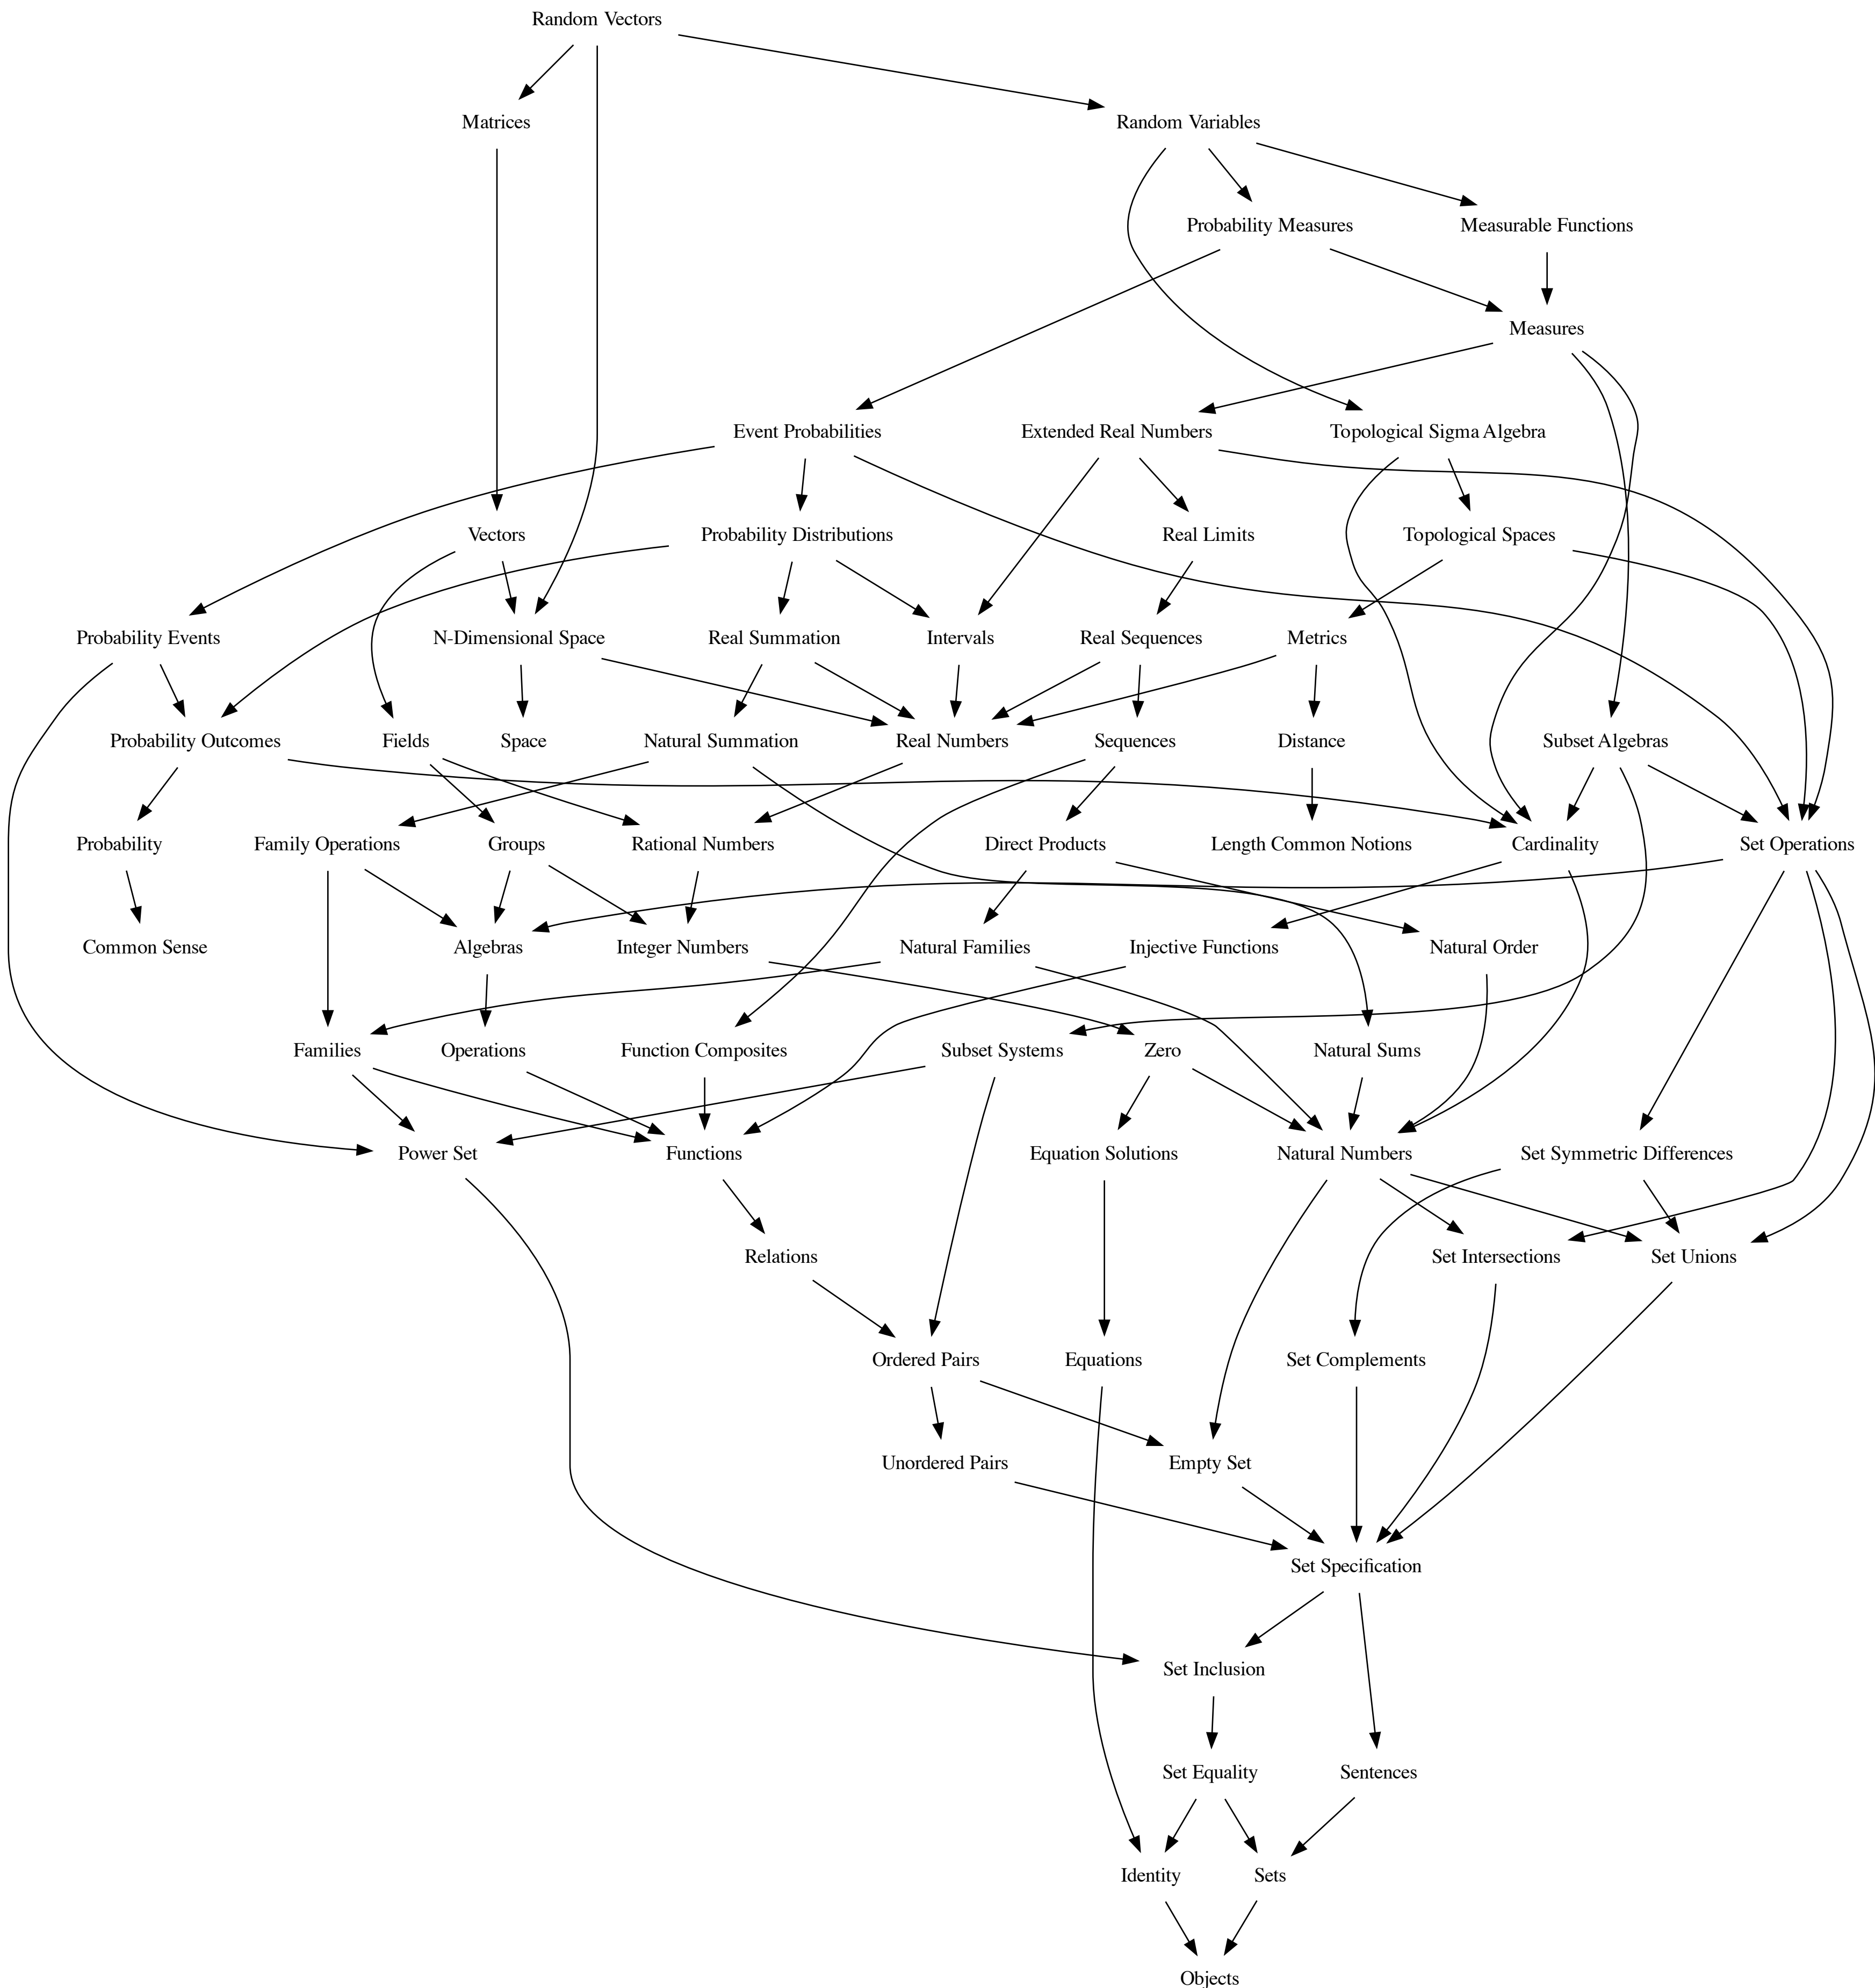 Random Vectors
Matrices
Random Variables
Probability Measures
Measurable Functions
Measures
Event Probabilities
Extended Real Numbers
Topological Sigma Algebra
Vectors
Probability Distributions
Real Limits
Topological Spaces
Probability Events
N-Dimensional Space
Real Summation
Intervals
Real Sequences
Metrics
Probability Outcomes
Fields
Space
Natural Summation
Real Numbers
Sequences
Distance
Subset Algebras
Probability
Family Operations
Groups
Rational Numbers
Direct Products
Length Common Notions
Cardinality
Set Operations
Common Sense
Algebras
Integer Numbers
Natural Families
Injective Functions
Natural Order
Families
Operations
Function Composites
Subset Systems
Zero
Natural Sums
Power Set
Functions
Equation Solutions
Natural Numbers
Set Symmetric Differences
Relations
Set Intersections
Set Unions
Ordered Pairs
Equations
Set Complements
Unordered Pairs
Empty Set
Set Specification
Set Inclusion
Set Equality
Sentences
Identity
Sets
Objects